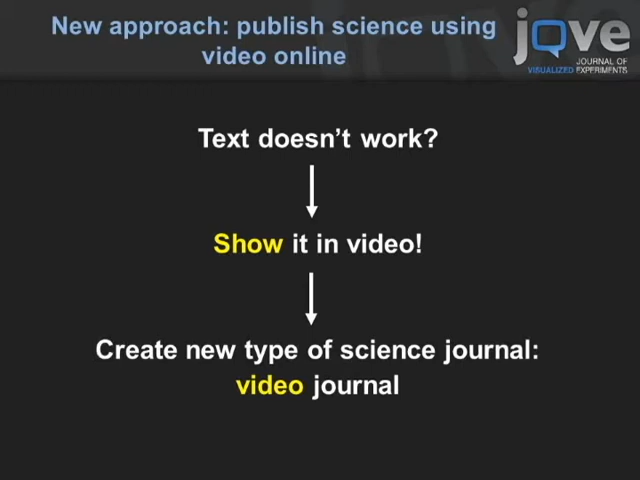 New approach: publish science using
video online
jove
JOURNAL OF
VISUALIZED EXPERIMENTS
Text doesn’t work?
Show it in video!
Create new type of science journal:
video journal